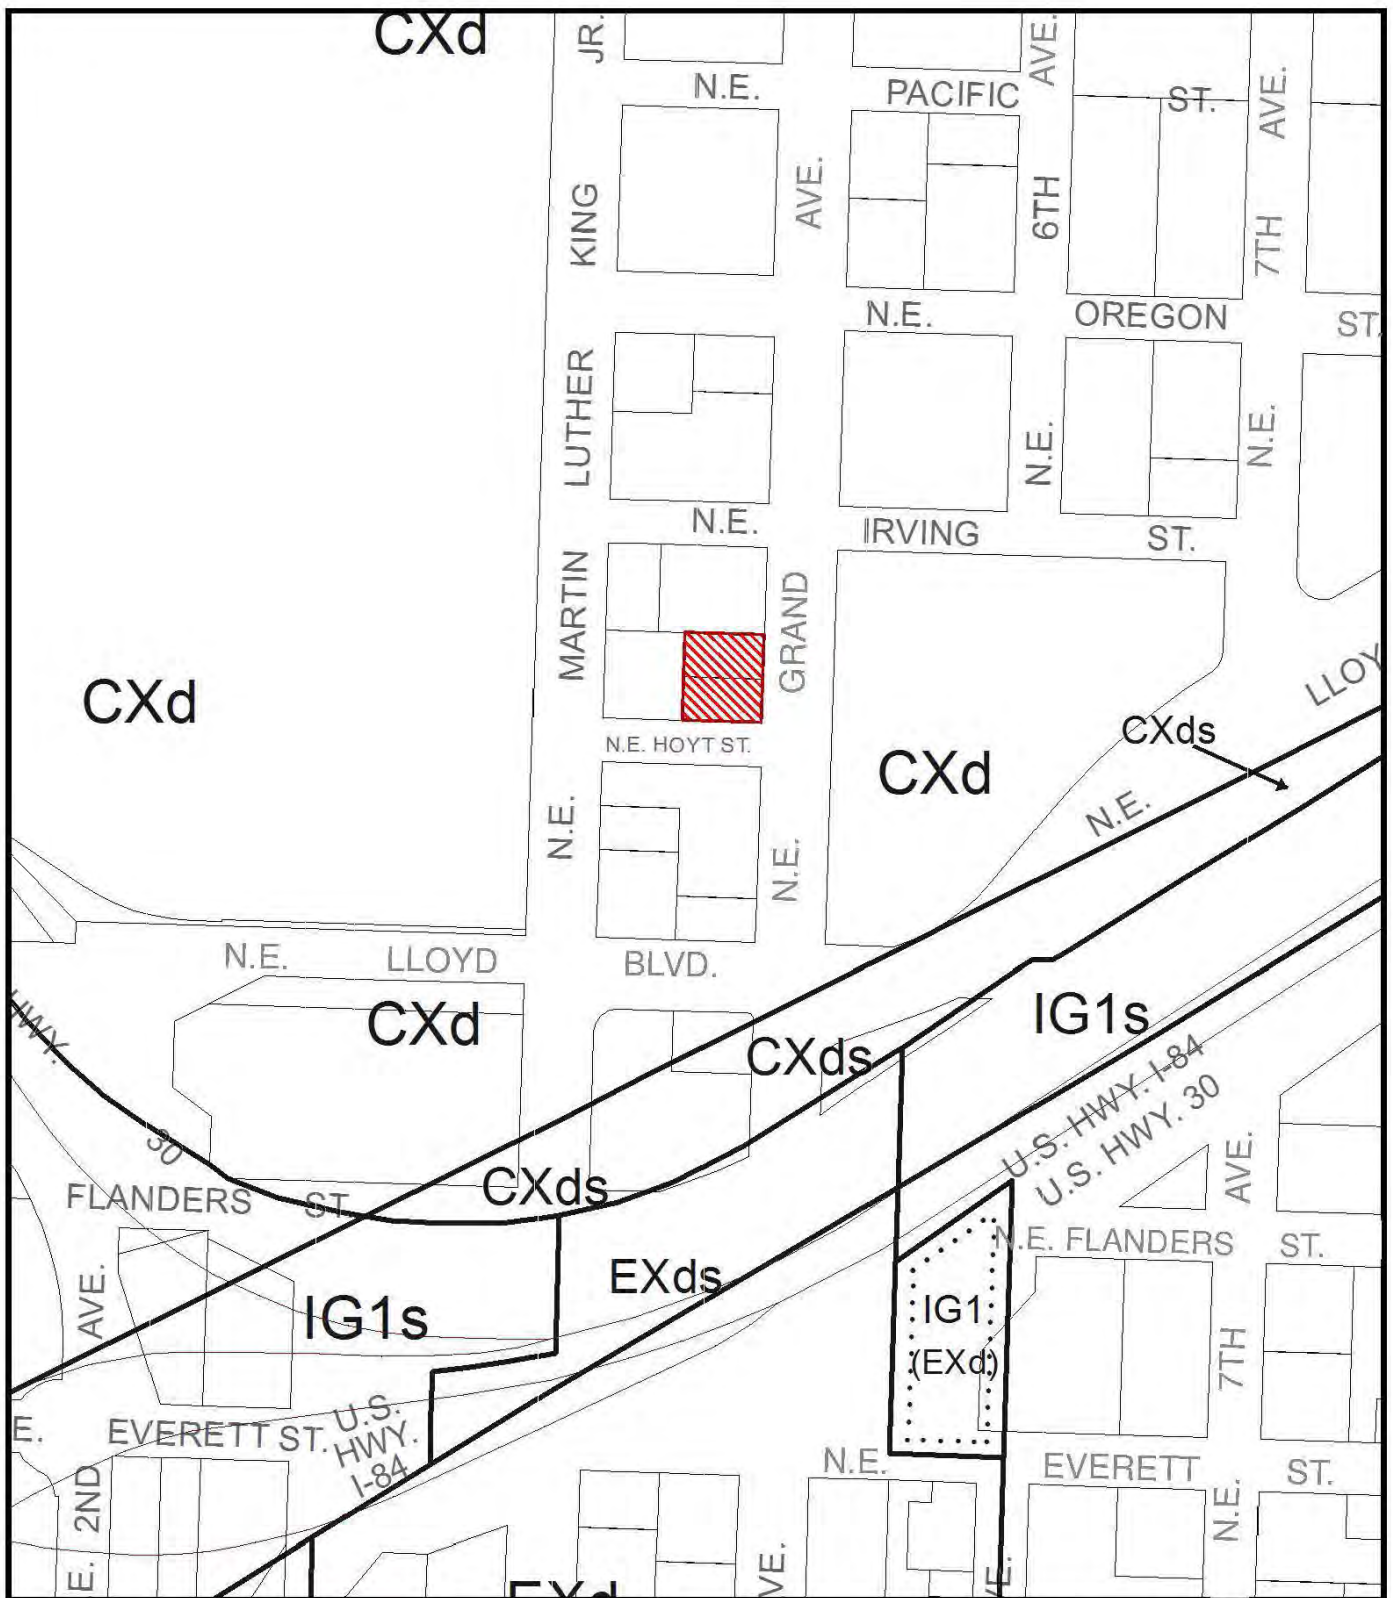 CXd
JR.
AVE.
N.E.
PACIFIC
ST.
AVE.
KING
AVE.
6TH
7TH
N.E.
OREGON
ST.
LUTHER
N.E.
N.E.
N.E.
IRVING
ST.
MARTIN
GRAND
CXd
LLOY
N.E. HOYT ST.
CXd
CXds
N.E.
N.E.
N.E.
N.E.
LLOYD
BLVD.
CXd
HWY.
CXds
IG1s
U.S. HWY. I-84
U.S. HWY. 30
30
FLANDERS
ST.
CXds
AVE.
N.E. FLANDERS
ST.
EXds
IG1s
AVE.
IG1
(EXd)
7TH
E.
EVERETT ST.
U.S.
HWY.
I-84
N.E.
EVERETT
ST.
2ND
N.E.
E.
VE.
VE.
EXd